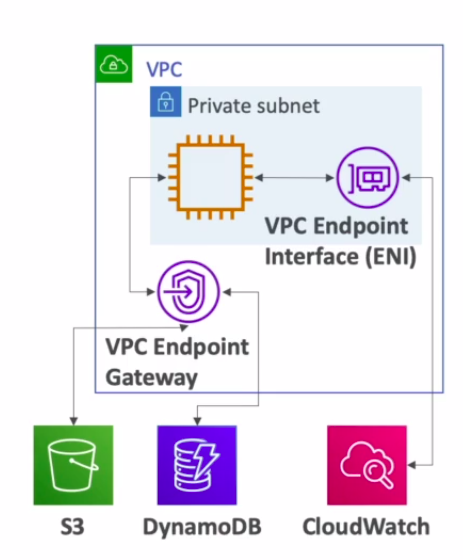 VPC
Private subnet
VPC Endpoint
Interface (ENI)
VPC Endpoint
Gateway
S3
DynamoDB
CloudWatch